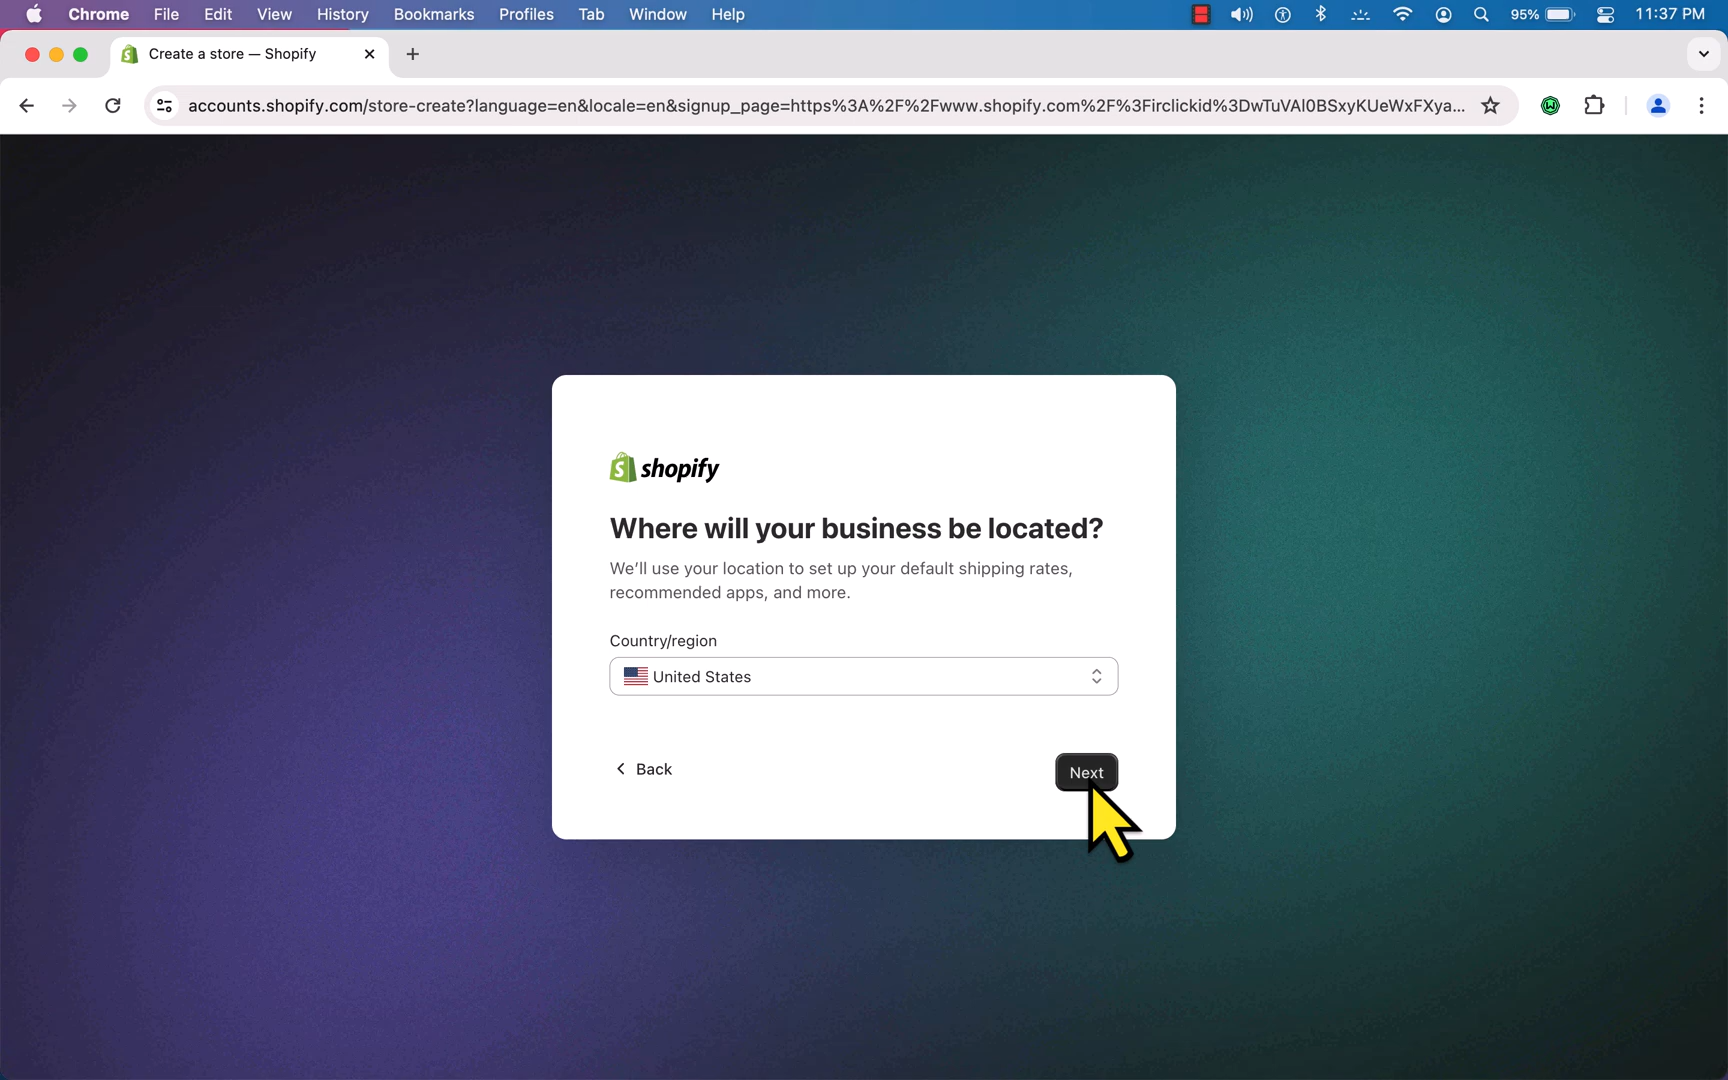 Chrome File Edit View History Bookmarks Profiles Tab Window Help 95% 11:37 PM
Create a store — Shopify
accounts.shopify.com/store-create?language=en&locale=en&signup_page=https%3A%2F%2Fwww.shopify.com%2F%3Firclickid%3DwTuVAI0BSxyKUeWxFXya...
shopify
Where will your business be located?
We’ll use your location to set up your default shipping rates,
recommended apps, and more.
Country/region
United States
Back
Next